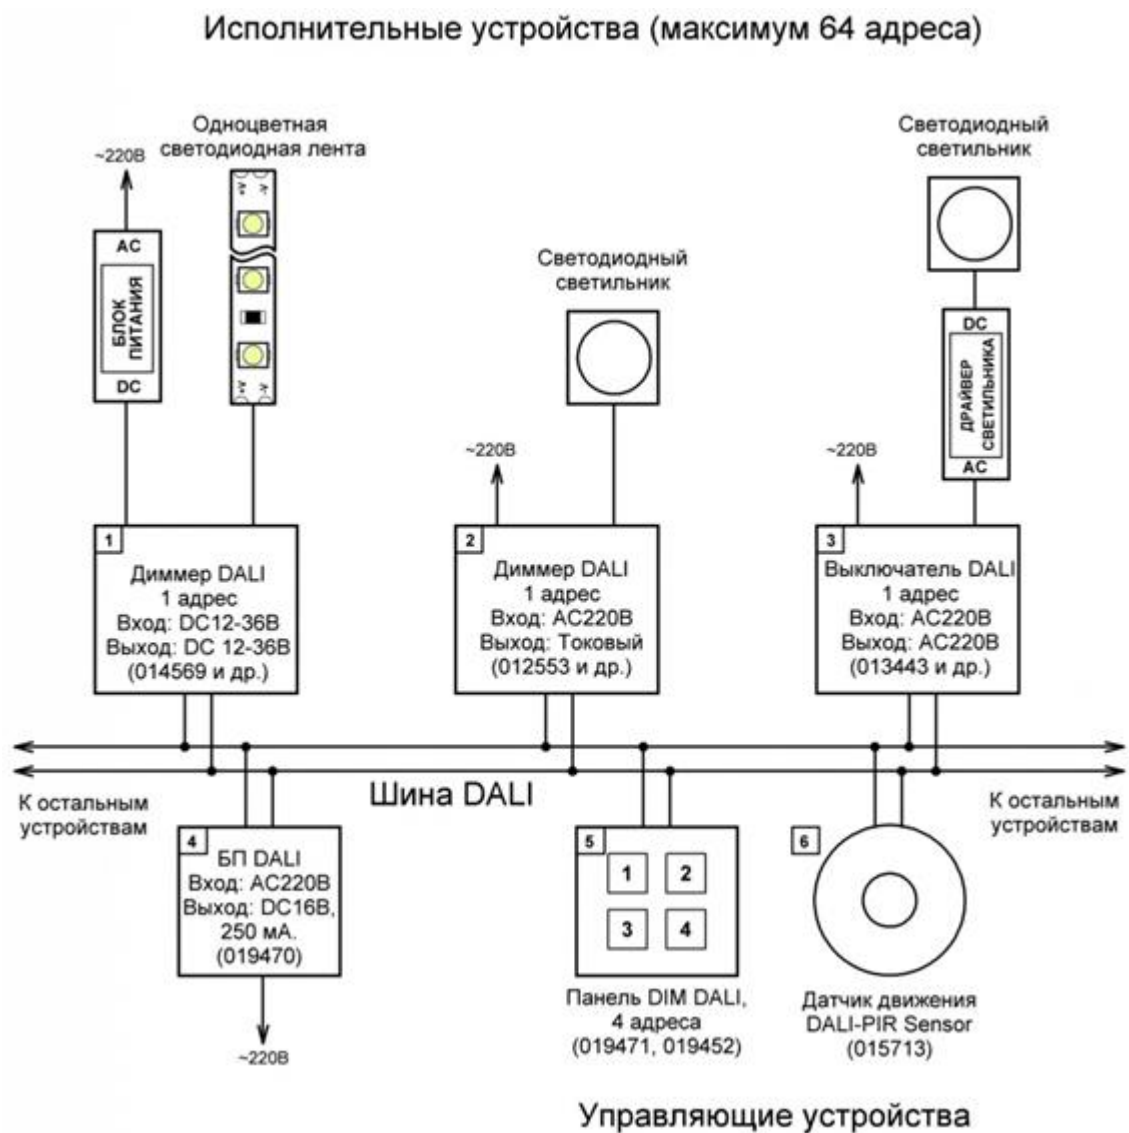 Исполнительные устройства (максимум 64 адреса)
Одноцветная
светодиодная лента
~220В
+V -V
AC
БЛОК
ПИТАНИЯ
DC
+V -V
Светодиодный
светильник
Светодиодный
светильник
DC
ДРАЙВЕР
СВЕТИЛЬНИКА
AC
~220В
~220В
1
Диммер DALI
1 адрес
Вход: DC12-36В
Выход: DC 12-36В
(014569 и др.)
2
Диммер DALI
1 адрес
Вход: AC220В
Выход: Токовый
(012553 и др.)
3
Выключатель DALI
1 адрес
Вход: AC220В
Выход: AC220В
(013443 и др.)
Шина DALI
К остальным
устройствам
К остальным
устройствам
4
БП DALI
Вход: AC220В
Выход: DC16В,
250 мА.
(019470)
~220В
5
1 2
3 4
Панель DIM DALI,
4 адреса
(019471, 019452)
6
Датчик движения
DALI-PIR Sensor
(015713)
Управляющие устройства